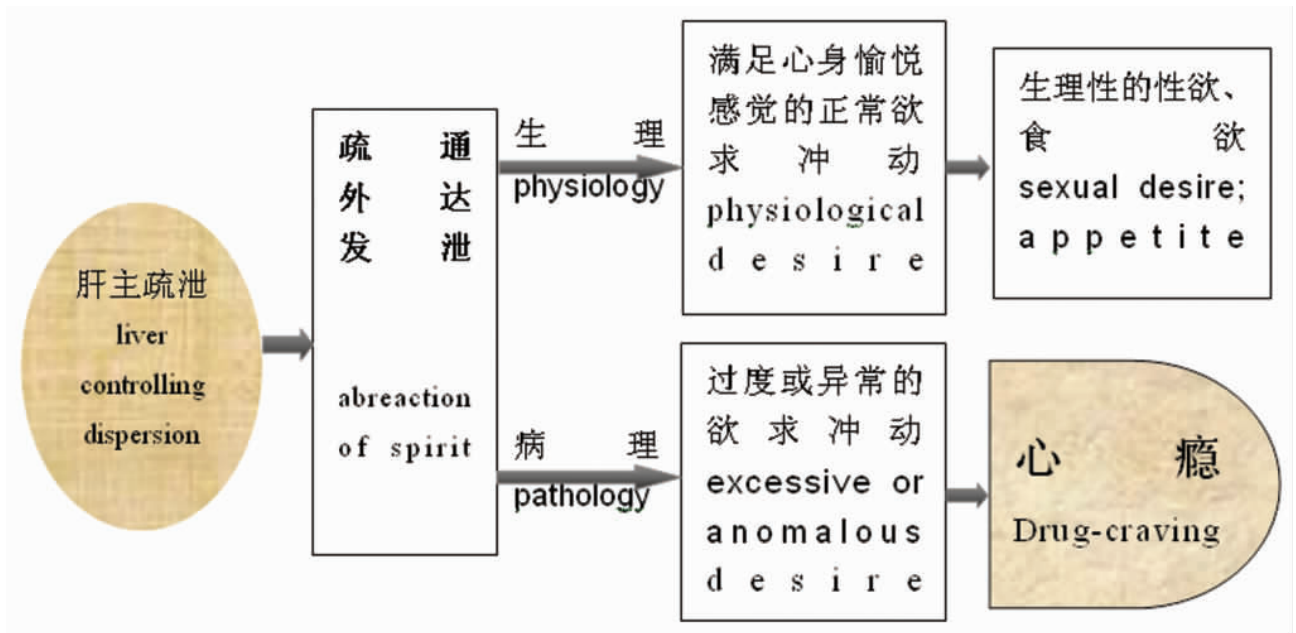 肝主疏泄
liver
controlling
dispersion
疏通
外达
发泄
abreaction
of spirit
生理
physiology
病理
pathology
满足心身愉悦
感觉的正常欲
求冲动
physiological
desire
生理性的性欲、
食欲
sexual desire;
appetite
过度或异常的
欲求冲动
excessive or
anomalous
desire
心瘾
Drug-craving